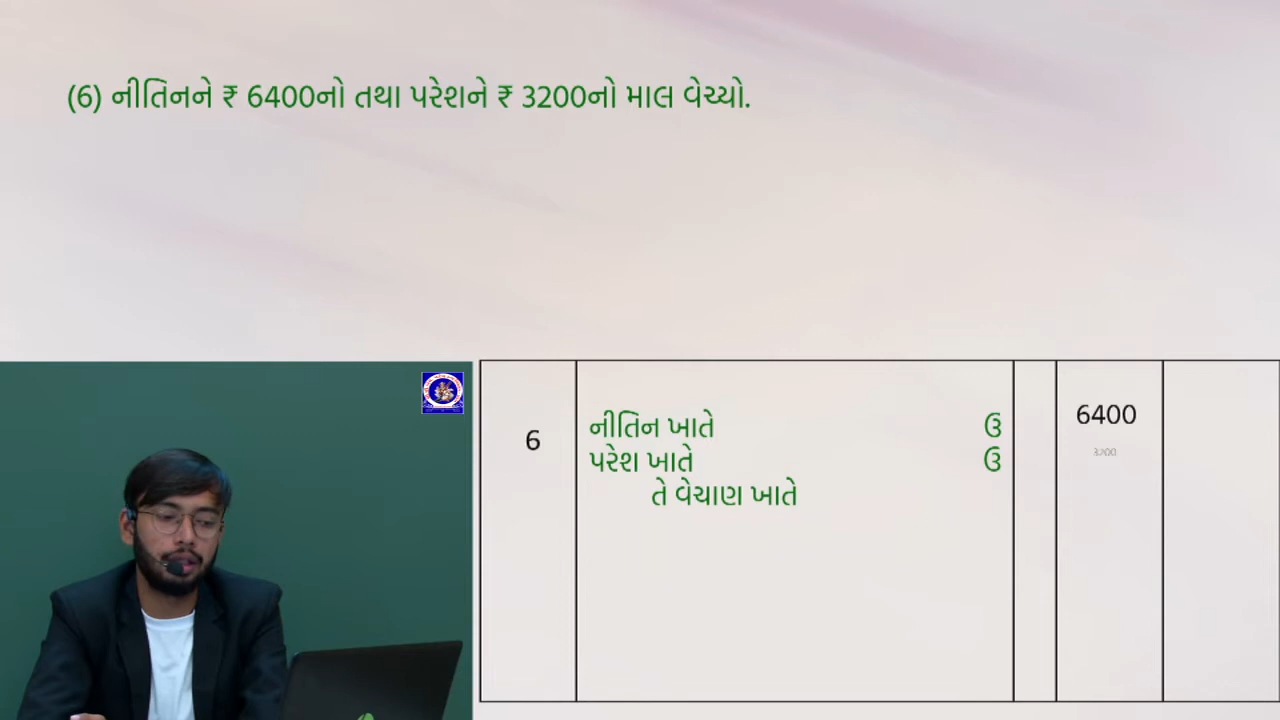 (6) નીતિનને ₹ 6400નો તથા પરેશને ₹ 3200નો માલ વેચ્યો.
6 નીતિન ખાતે ઉ 6400
પરેશ ખાતે ઉ 3200
તે વેચાણ ખાતે